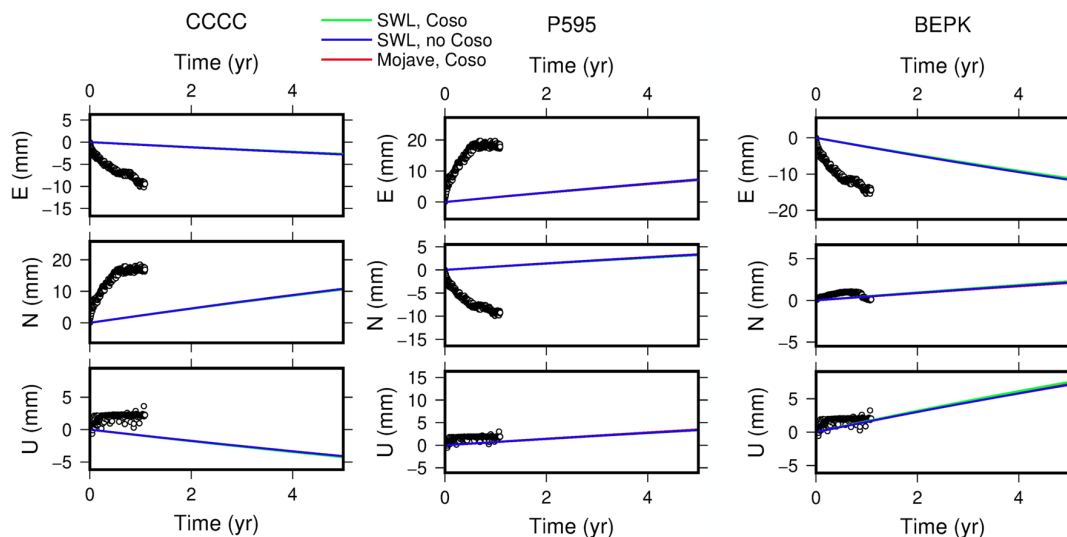 CCCC
SWL, Coso
SWL, no Coso
Mojave, Coso
P595
BEPK
Time (yr)
Time (yr)
Time (yr)
0 2 4
0 2 4
0 2 4
E (mm)
5
0
−5
−10
−15
E (mm)
20
10
0
E (mm)
0
−10
−20
N (mm)
20
10
0
N (mm)
5
0
−5
−10
−15
N (mm)
5
0
−5
U (mm)
5
0
−5
U (mm)
15
10
5
0
−5
U (mm)
5
0
−5
0 2 4
0 2 4
0 2 4
Time (yr)
Time (yr)
Time (yr)